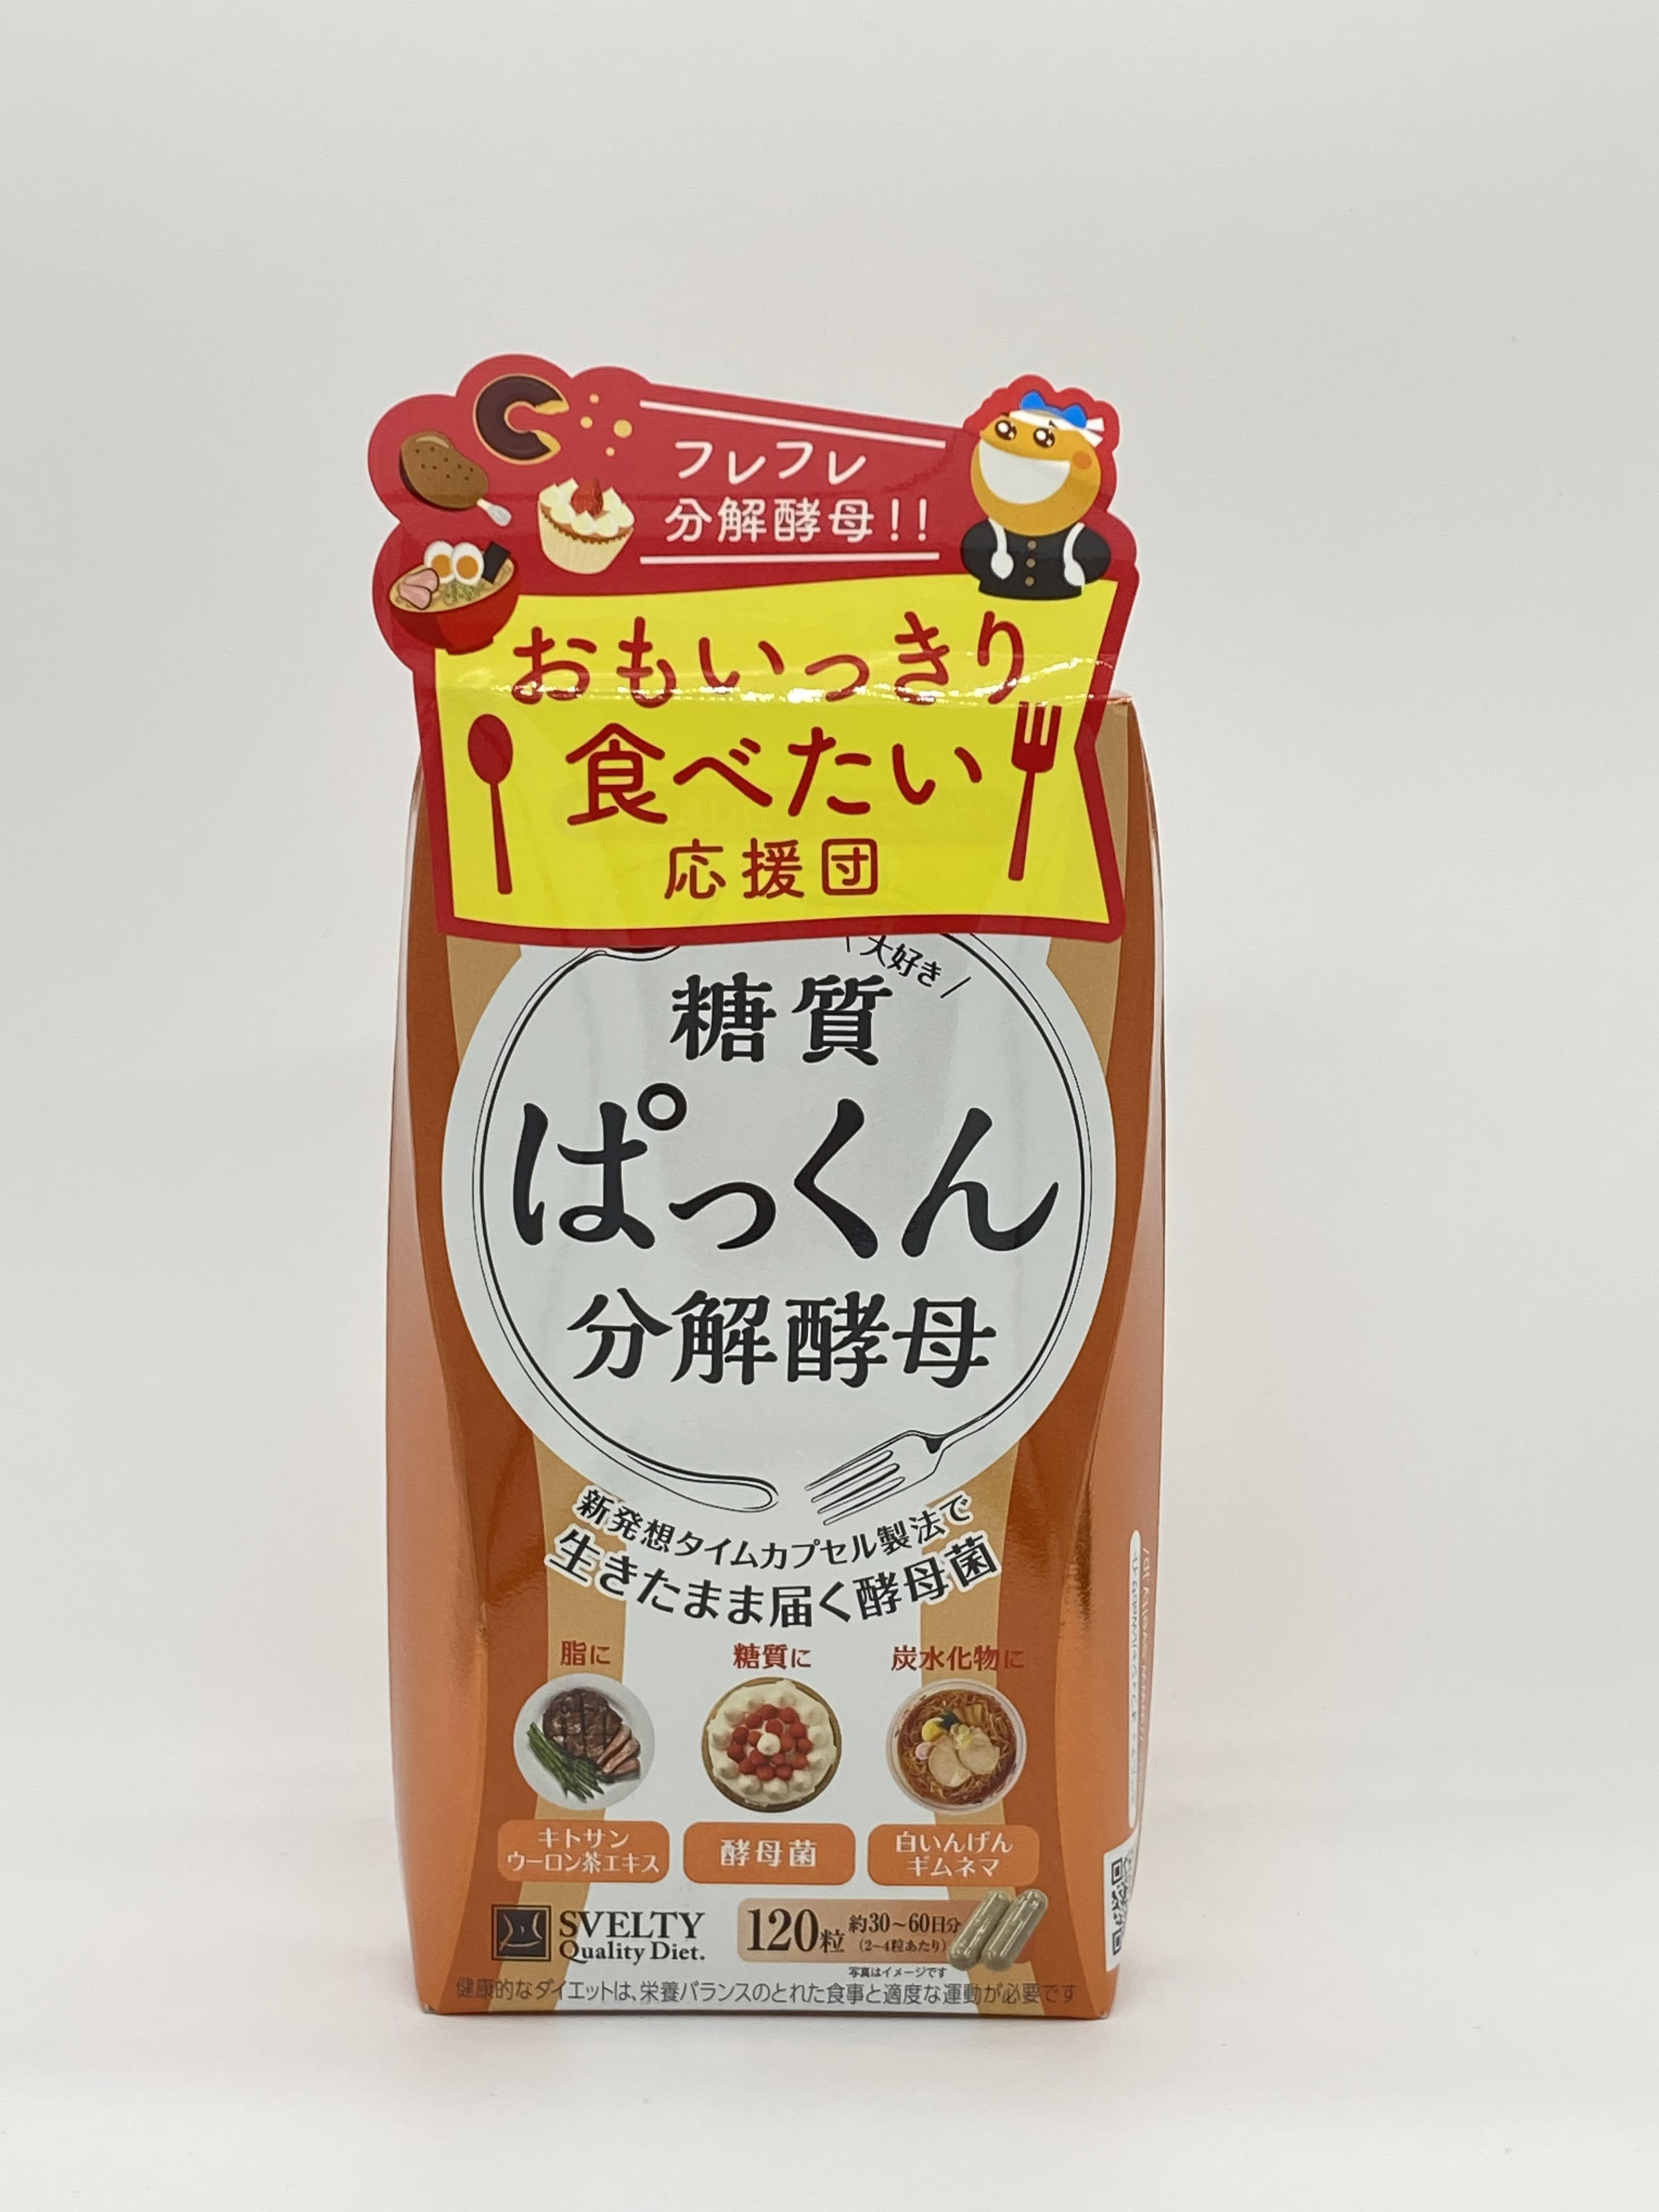 フレフレ
分解酵母!!
おもいっきり
食べたい
応援団
大好き
糖質
ぱっくん
分解酵母
新発想タイムカプセル製法で
生きたまま届く酵母菌
脂に
糖質に
炭水化物に
キトサン
ウーロン茶エキス
酵母菌
白いんげん
ギムネマ
SVELTY
Quality Diet.
120粒 約30~60日分
(2~4粒あたり)
写真はイメージです
健康的なダイエットは、栄養バランスのとれた食事と適度な運動が必要です